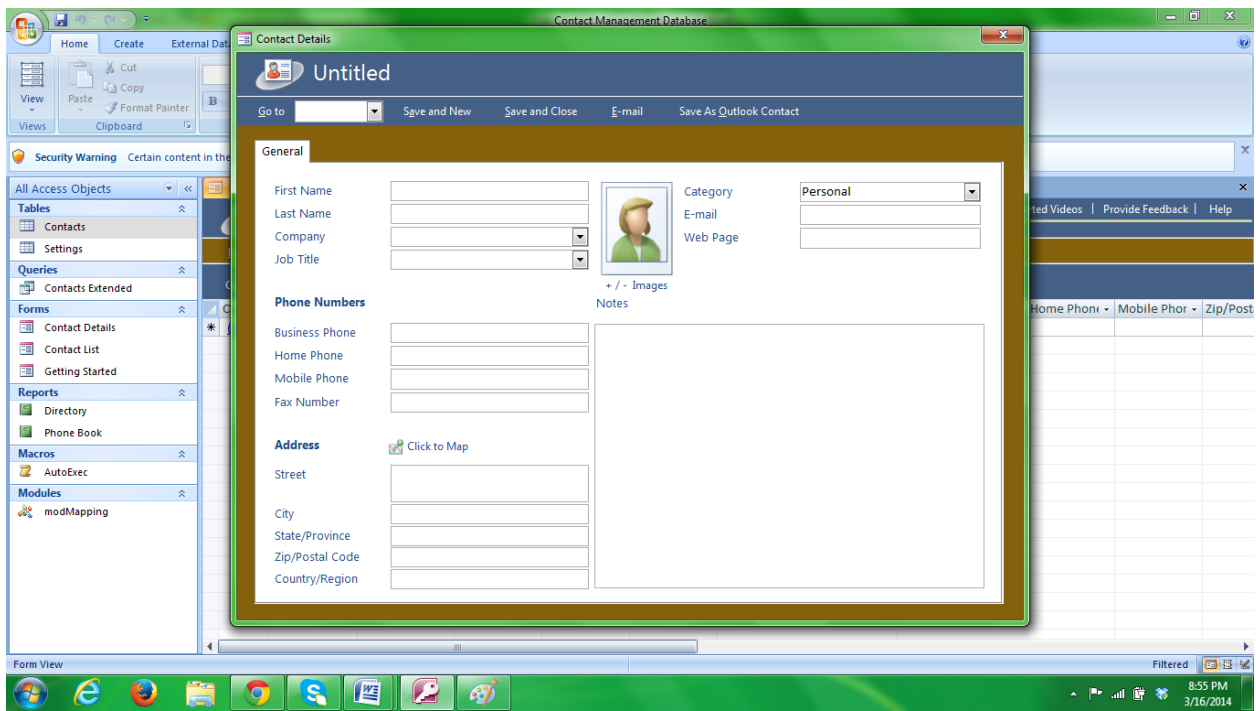 Contact Management Database
Home Create External Dat
View
Paste
Cut
Copy
Format Painter
B
Views Clipboard
Security Warning Certain content in the
All Access Objects
Tables
Contacts
Settings
Queries
Contacts Extended
Forms
Contact Details
Contact List
Getting Started
Reports
Directory
Phone Book
Macros
AutoExec
Modules
modMapping
Contact Details
Untitled
Go to Save and New Save and Close E-mail Save As Outlook Contact
General
First Name
Last Name
Company
Job Title
+ / - Images
Category Personal
E-mail
Web Page
Phone Numbers
Notes
Business Phone
Home Phone
Mobile Phone
Fax Number
Address Click to Map
Street
City
State/Province
Zip/Postal Code
Country/Region
ted Videos | Provide Feedback | Help
Home Phone Mobile Phor Zip/Post
Form View Filtered
8:55 PM
3/16/2014